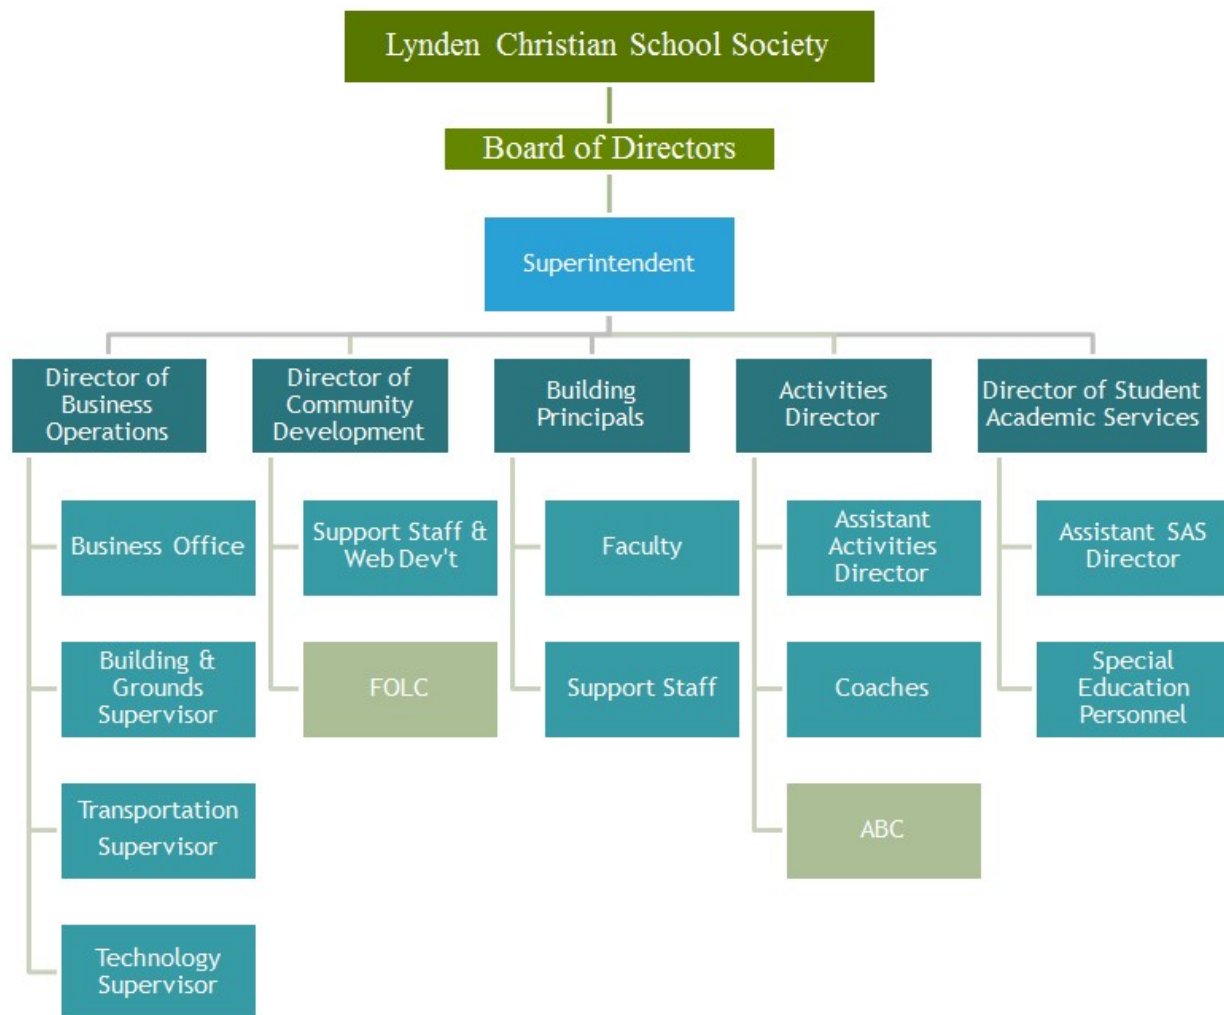 Lynden Christian School Society
Board of Directors
Superintendent
Director of
Business
Operations
Director of
Community
Development
Building
Principals
Activities
Director
Director of Student
Academic Services
Business Office
Support Staff &
Web Dev't
Faculty
Assistant
Activities
Director
Assistant SAS
Director
Building &
Grounds
Supervisor
FOLC
Support Staff
Coaches
Special
Education
Personnel
Transportation
Supervisor
ABC
Technology
Supervisor